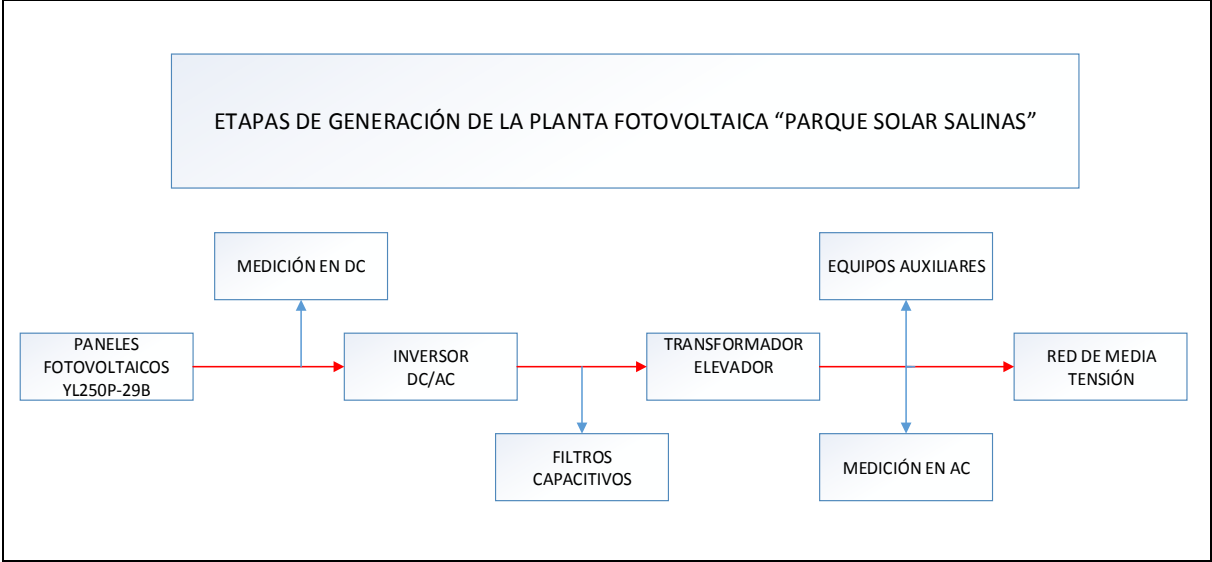 ETAPAS DE GENERACIÓN DE LA PLANTA FOTOVOLTAICA “PARQUE SOLAR SALINAS”
MEDICIÓN EN DC
EQUIPOS AUXILIARES
PANELES
FOTOVOLTAICOS
YL250P-29B
INVERSOR
DC/AC
TRANSFORMADOR
ELEVADOR
RED DE MEDIA
TENSIÓN
FILTROS
CAPACITIVOS
MEDICIÓN EN AC